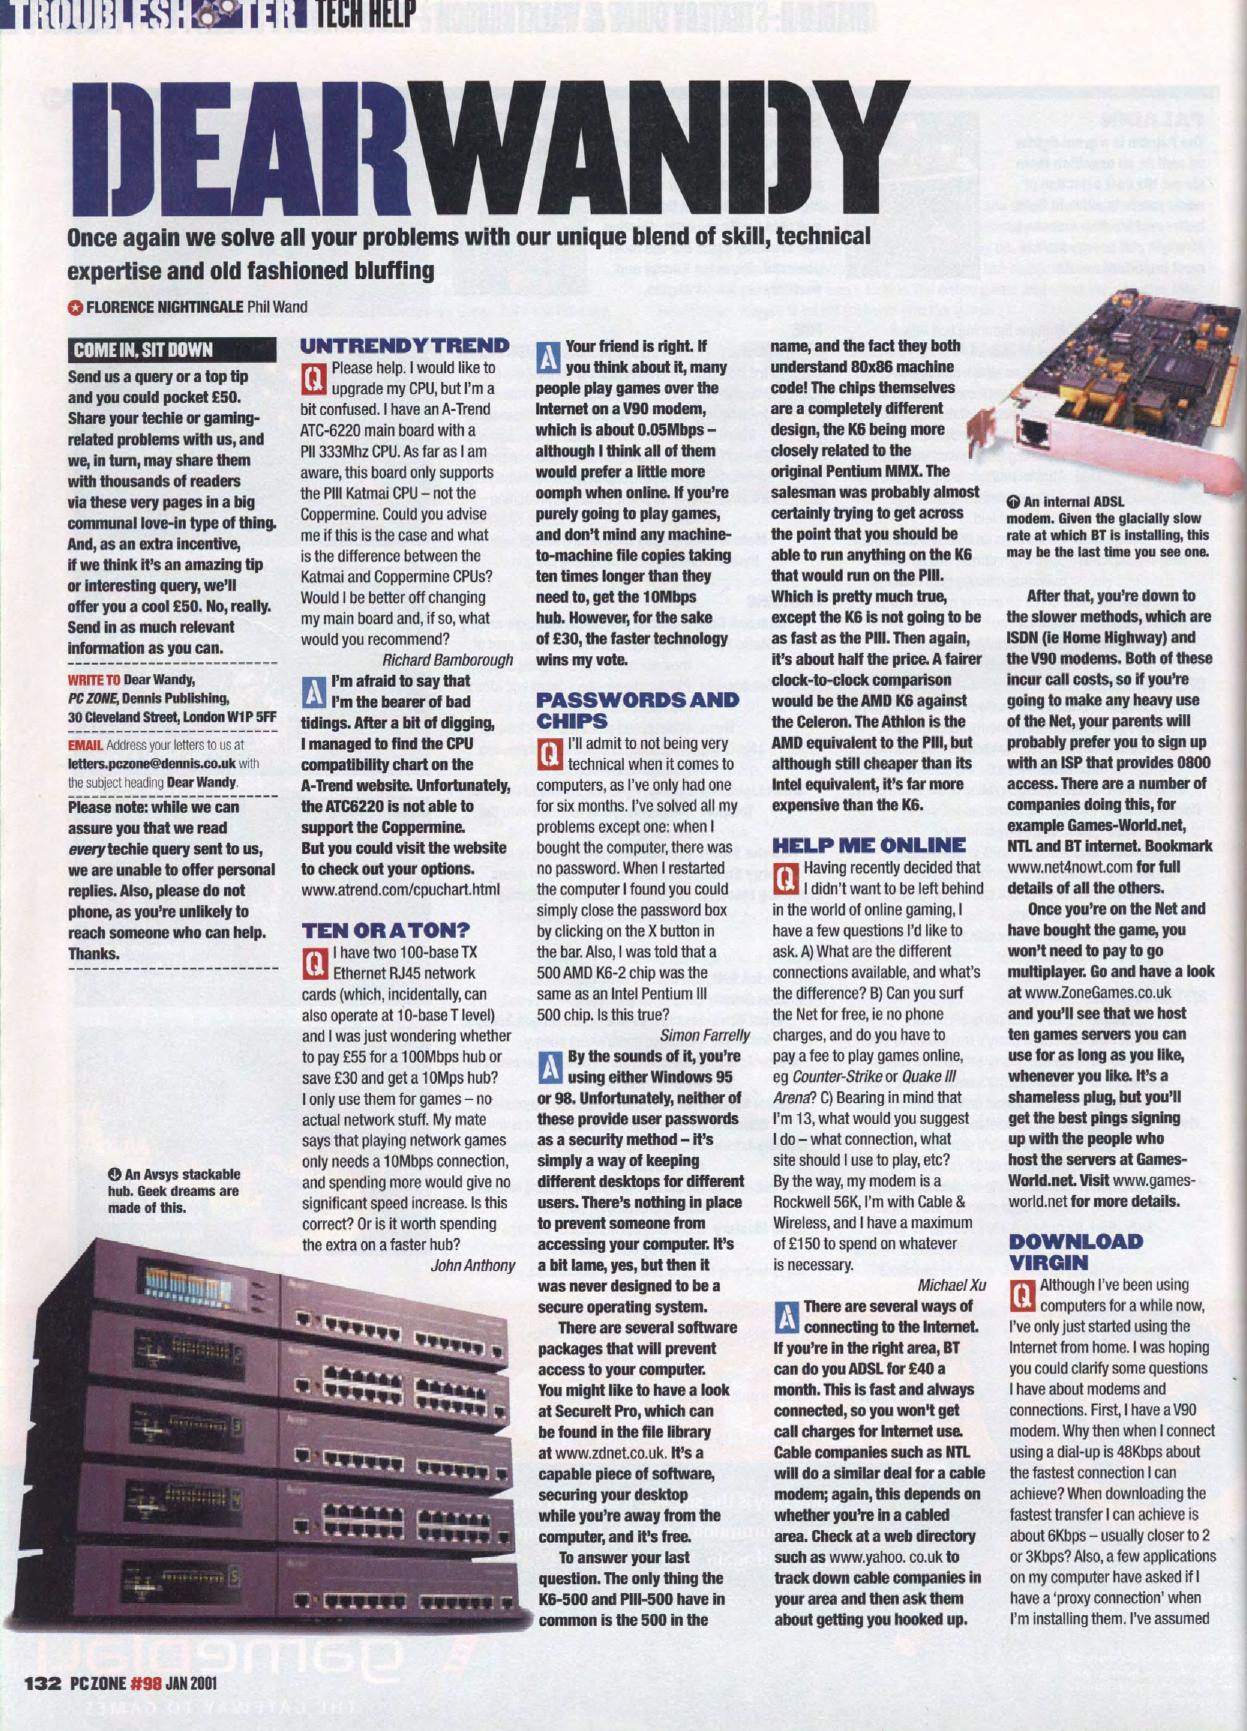 TROUBLESHOOTER TECH HELP
DEAR WANDY
Once again we solve all your problems with our unique blend of skill, technical
expertise and old fashioned bluffing
FLORENCE NIGHTINGALE Phil Wand
COME IN, SIT DOWN
Send us a query or a top tip
and you could pocket £50.
Share your techie or gaming-
related problems with us, and
we, in turn, may share them
with thousands of readers
via these very pages in a big
communal love-in type of thing.
And, as an extra incentive,
if we think it's an amazing tip
or interesting query, we'll
offer you a cool £50. No, really.
Send in as much relevant
information as you can.
WRITE TO Dear Wandy,
PC ZONE, Dennis Publishing,
30 Cleveland Street, London W1P 5FF
EMAIL Address your letters to us at
letters.pczone@dennis.co.uk with
the subject heading Dear Wandy.
Please note: while we can
assure you that we read
every techie query sent to us,
we are unable to offer personal
replies. Also, please do not
phone, as you're unlikely to
reach someone who can help.
Thanks.
An Avsys stackable
hub. Geek dreams are
made of this.
UNTRENDY TREND
Q Please help. I would like to
upgrade my CPU, but I'm a
bit confused. I have an A-Trend
ATC-6220 main board with a
PII 333Mhz CPU. As far as I am
aware, this board only supports
the PIII Katmai CPU – not the
Coppermine. Could you advise
me if this is the case and what
is the difference between the
Katmai and Coppermine CPUs?
Would I be better off changing
my main board and, if so, what
would you recommend?
Richard Bamborough
A I'm afraid to say that
I'm the bearer of bad
tidings. After a bit of digging,
I managed to find the CPU
compatibility chart on the
A-Trend website. Unfortunately,
the ATC6220 is not able to
support the Coppermine.
But you could visit the website
to check out your options.
www.atrend.com/cpuchart.html
TEN OR A TON?
Q I have two 100-base TX
Ethernet RJ45 network
cards (which, incidentally, can
also operate at 10-base T level)
and I was just wondering whether
to pay £55 for a 100Mbps hub or
save £30 and get a 10Mps hub?
I only use them for games – no
actual network stuff. My mate
says that playing network games
only needs a 10Mbps connection,
and spending more would give no
significant speed increase. Is this
correct? Or is it worth spending
the extra on a faster hub?
John Anthony
A Your friend is right. If
you think about it, many
people play games over the
Internet on a V90 modem,
which is about 0.05Mbps –
although I think all of them
would prefer a little more
oomph when online. If you're
purely going to play games,
and don't mind any machine-
to-machine file copies taking
ten times longer than they
need to, get the 10Mbps
hub. However, for the sake
of £30, the faster technology
wins my vote.
PASSWORDS AND
CHIPS
Q I'll admit to not being very
technical when it comes to
computers, as I've only had one
for six months. I've solved all my
problems except one: when I
bought the computer, there was
no password. When I restarted
the computer I found you could
simply close the password box
by clicking on the X button in
the bar. Also, I was told that a
500 AMD K6-2 chip was the
same as an Intel Pentium III
500 chip. Is this true?
Simon Farrelly
A By the sounds of it, you're
using either Windows 95
or 98. Unfortunately, neither of
these provide user passwords
as a security method – it's
simply a way of keeping
different desktops for different
users. There's nothing in place
to prevent someone from
accessing your computer. It's
a bit lame, yes, but then it
was never designed to be a
secure operating system.
There are several software
packages that will prevent
access to your computer.
You might like to have a look
at SecureIt Pro, which can
be found in the file library
at www.zdnet.co.uk. It's a
capable piece of software,
securing your desktop
while you're away from the
computer, and it's free.
To answer your last
question. The only thing the
K6-500 and PIII-500 have in
common is the 500 in the
name, and the fact they both
understand 80x86 machine
code! The chips themselves
are a completely different
design, the K6 being more
closely related to the
original Pentium MMX. The
salesman was probably almost
certainly trying to get across
the point that you should be
able to run anything on the K6
that would run on the PIII.
Which is pretty much true,
except the K6 is not going to be
as fast as the PIII. Then again,
it's about half the price. A fairer
clock-to-clock comparison
would be the AMD K6 against
the Celeron. The Athlon is the
AMD equivalent to the PIII, but
although still cheaper than its
Intel equivalent, it's far more
expensive than the K6.
HELP ME ONLINE
Q Having recently decided that
I didn't want to be left behind
in the world of online gaming, I
have a few questions I'd like to
ask. A) What are the different
connections available, and what's
the difference? B) Can you surf
the Net for free, ie no phone
charges, and do you have to
pay a fee to play games online,
eg Counter-Strike or Quake III
Arena? C) Bearing in mind that
I'm 13, what would you suggest
I do – what connection, what
site should I use to play, etc?
By the way, my modem is a
Rockwell 56K, I'm with Cable &
Wireless, and I have a maximum
of £150 to spend on whatever
is necessary.
Michael Xu
A There are several ways of
connecting to the Internet.
If you're in the right area, BT
can do you ADSL for £40 a
month. This is fast and always
connected, so you won't get
call charges for Internet use.
Cable companies such as NTL
will do a similar deal for a cable
modem; again, this depends on
whether you're in a cabled
area. Check at a web directory
such as www.yahoo. co.uk to
track down cable companies in
your area and then ask them
about getting you hooked up.
An internal ADSL
modem. Given the glacially slow
rate at which BT is installing, this
may be the last time you see one.
After that, you're down to
the slower methods, which are
ISDN (ie Home Highway) and
the V90 modems. Both of these
incur call costs, so if you're
going to make any heavy use
of the Net, your parents will
probably prefer you to sign up
with an ISP that provides 0800
access. There are a number of
companies doing this, for
example Games-World.net,
NTL and BT internet. Bookmark
www.net4nowt.com for full
details of all the others.
Once you're on the Net and
have bought the game, you
won't need to pay to go
multiplayer. Go and have a look
at www.ZoneGames.co.uk
and you'll see that we host
ten games servers you can
use for as long as you like,
whenever you like. It's a
shameless plug, but you'll
get the best pings signing
up with the people who
host the servers at Games-
World.net. Visit www.games-
world.net for more details.
DOWNLOAD
VIRGIN
Q Although I've been using
computers for a while now,
I've only just started using the
Internet from home. I was hoping
you could clarify some questions
I have about modems and
connections. First, I have a V90
modem. Why then when I connect
using a dial-up is 48Kbps about
the fastest connection I can
achieve? When downloading the
fastest transfer I can achieve is
about 6Kbps – usually closer to 2
or 3Kbps? Also, a few applications
on my computer have asked if I
have a 'proxy connection' when
I'm installing them. I've assumed
132 PC ZONE #98 JAN 2001